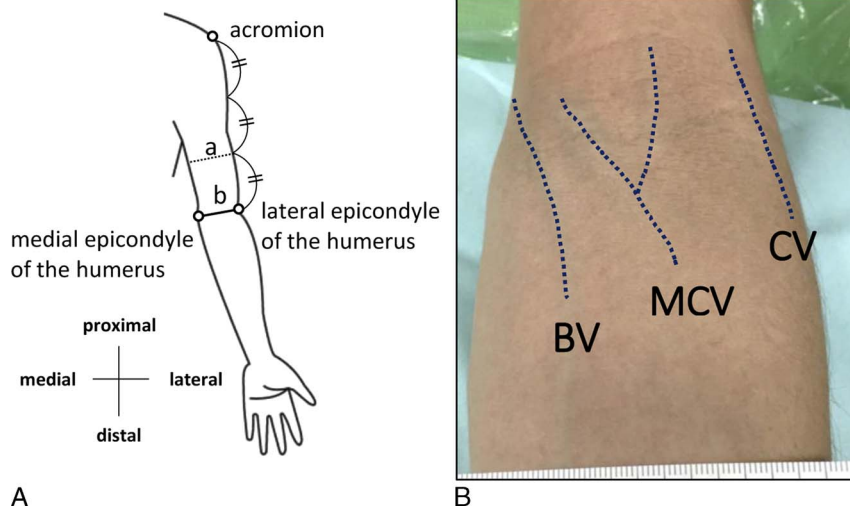 acromion
a
b
lateral epicondyle
of the humerus
medial epicondyle
of the humerus
proximal
medial
lateral
distal
A
CV
MCV
BV
B